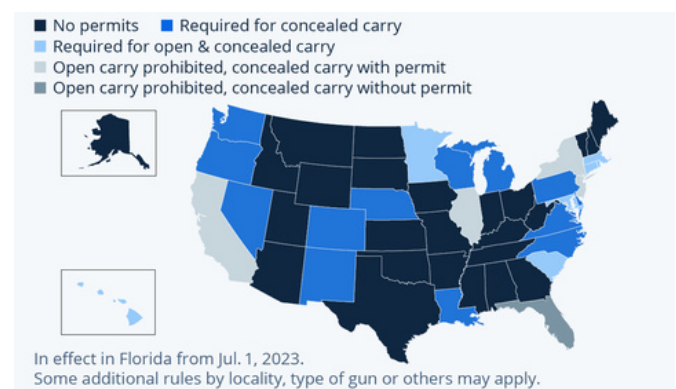 No permits Required for concealed carry
Required for open & concealed carry
Open carry prohibited, concealed carry with permit
Open carry prohibited, concealed carry without permit
In effect in Florida from Jul. 1, 2023.
Some additional rules by locality, type of gun or others may apply.